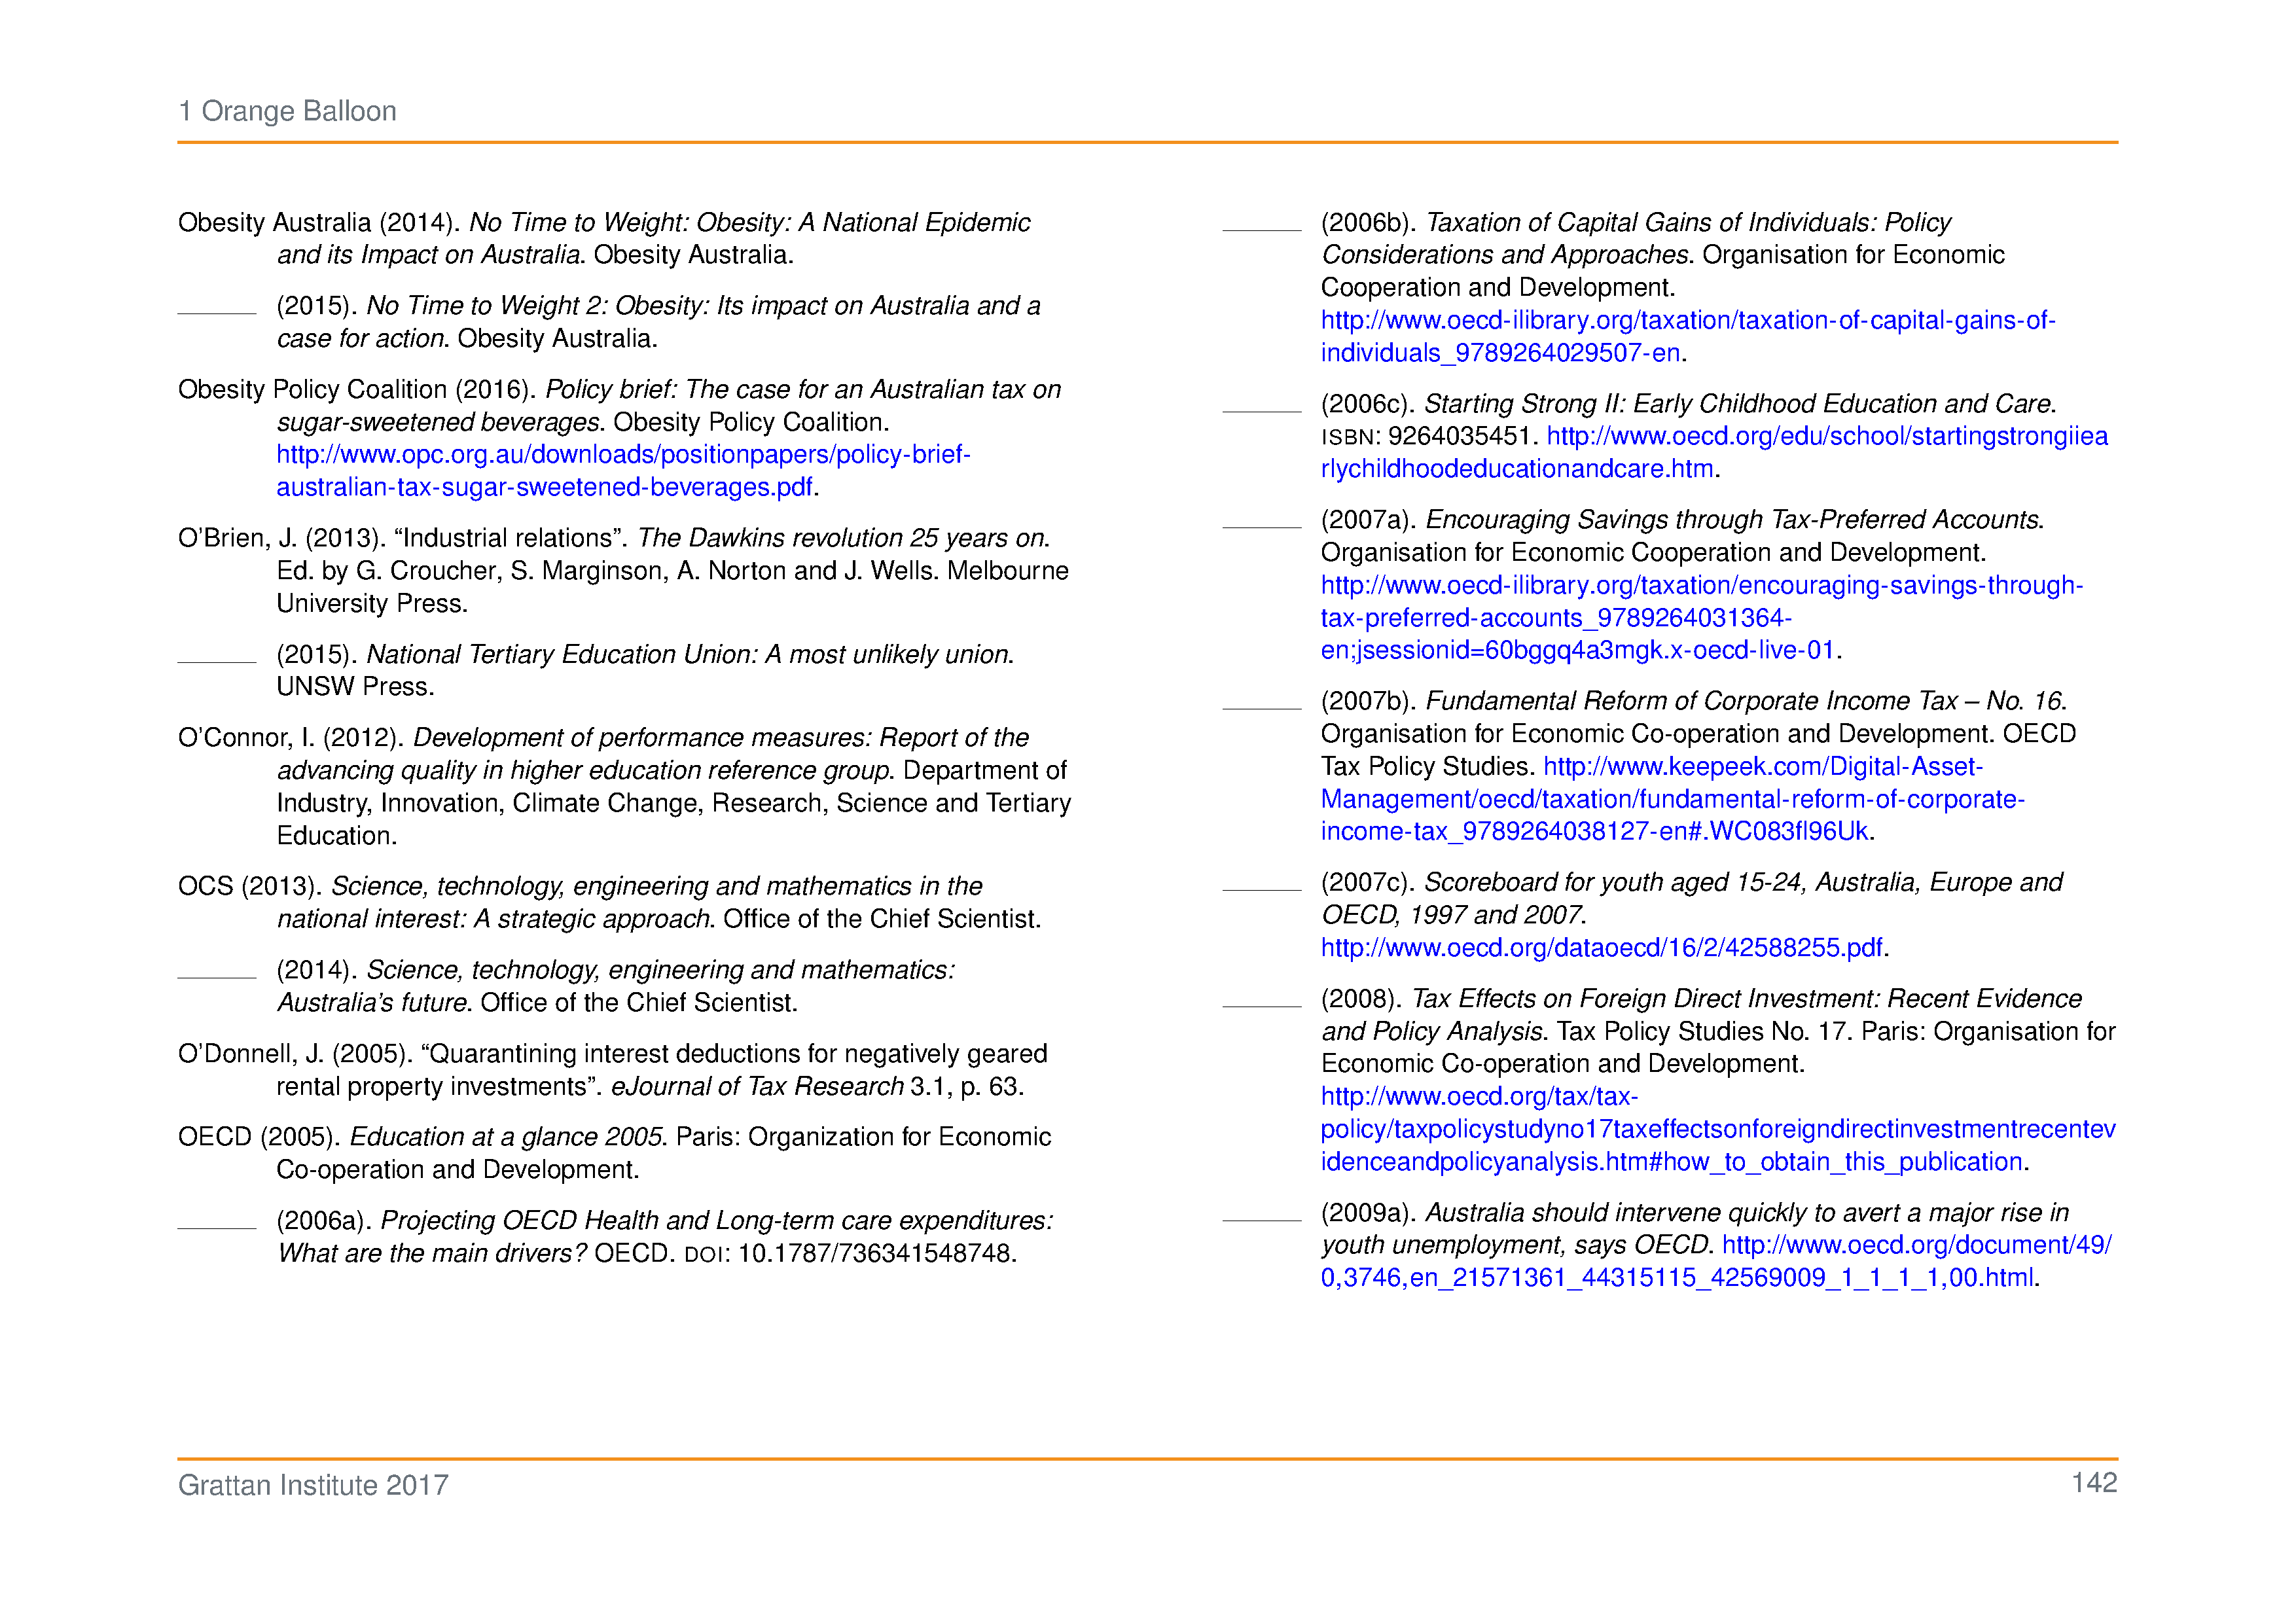 1 Orange Balloon
Obesity Australia (2014). No Time to Weight: Obesity: A National Epidemic
and its Impact on Australia. Obesity Australia.
(2015). No Time to Weight 2: Obesity: Its impact on Australia and a
case for action. Obesity Australia.
Obesity Policy Coalition (2016). Policy brief: The case for an Australian tax on
sugar-sweetened beverages. Obesity Policy Coalition.
http://www.opc.org.au/downloads/positionpapers/policy-brief-
australian-tax-sugar-sweetened-beverages.pdf.
O’Brien, J. (2013). “Industrial relations”. The Dawkins revolution 25 years on.
Ed. by G. Croucher, S. Marginson, A. Norton and J. Wells. Melbourne
University Press.
(2015). National Tertiary Education Union: A most unlikely union.
UNSW Press.
O’Connor, I. (2012). Development of performance measures: Report of the
advancing quality in higher education reference group. Department of
Industry, Innovation, Climate Change, Research, Science and Tertiary
Education.
OCS (2013). Science, technology, engineering and mathematics in the
national interest: A strategic approach. Office of the Chief Scientist.
(2014). Science, technology, engineering and mathematics:
Australia’s future. Office of the Chief Scientist.
O’Donnell, J. (2005). “Quarantining interest deductions for negatively geared
rental property investments”. eJournal of Tax Research 3.1, p. 63.
OECD (2005). Education at a glance 2005. Paris: Organization for Economic
Co-operation and Development.
(2006a). Projecting OECD Health and Long-term care expenditures:
What are the main drivers? OECD. DOI: 10.1787/736341548748.
(2006b). Taxation of Capital Gains of Individuals: Policy
Considerations and Approaches. Organisation for Economic
Cooperation and Development.
http://www.oecd-ilibrary.org/taxation/taxation-of-capital-gains-of-
individuals_9789264029507-en.
(2006c). Starting Strong II: Early Childhood Education and Care.
ISBN: 9264035451. http://www.oecd.org/edu/school/startingstrongiiea
rlychildhoodeducationandcare.htm.
(2007a). Encouraging Savings through Tax-Preferred Accounts.
Organisation for Economic Cooperation and Development.
http://www.oecd-ilibrary.org/taxation/encouraging-savings-through-
tax-preferred-accounts_9789264031364-
en;jsessionid=60bggq4a3mgk.x-oecd-live-01.
(2007b). Fundamental Reform of Corporate Income Tax – No. 16.
Organisation for Economic Co-operation and Development. OECD
Tax Policy Studies. http://www.keepeek.com/Digital-Asset-
Management/oecd/taxation/fundamental-reform-of-corporate-
income-tax_9789264038127-en#.WC083fl96Uk.
(2007c). Scoreboard for youth aged 15-24, Australia, Europe and
OECD, 1997 and 2007.
http://www.oecd.org/dataoecd/16/2/42588255.pdf.
(2008). Tax Effects on Foreign Direct Investment: Recent Evidence
and Policy Analysis. Tax Policy Studies No. 17. Paris: Organisation for
Economic Co-operation and Development.
http://www.oecd.org/tax/tax-
policy/taxpolicystudyno17taxeffectsonforeigndirectinvestmentrecentev
idenceandpolicyanalysis.htm#how_to_obtain_this_publication.
(2009a). Australia should intervene quickly to avert a major rise in
youth unemployment, says OECD. http://www.oecd.org/document/49/
0,3746,en_21571361_44315115_42569009_1_1_1_1,00.html.
Grattan Institute 2017
142